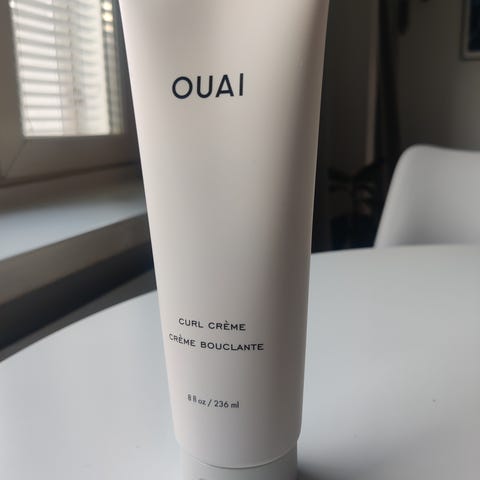 OUAI
CURL CRÈME
CRÈME BOUCLANTE
8 fl oz / 236 ml